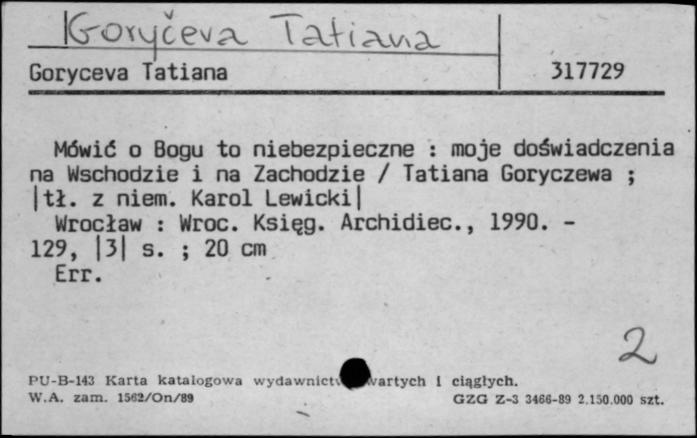 Goryčeva Tatiana
Goryceva Tatiana 317729
Mówić o Bogu to niebezpieczne : moje doświadczenia
na Wschodzie i na Zachodzie / Tatiana Goryczewa ;
|tł. z niem. Karol Lewicki|
Wrocław : Wroc. Księg. Archidiec., 1990. -
129, |3| s. ; 20 cm
Err.
2
PU-B-143 Karta katalogowa wydawnict wartych i ciągłych.
W.A. zam. 1562/On/89 GZG Z-3 3466-89 2.150.000 szt.